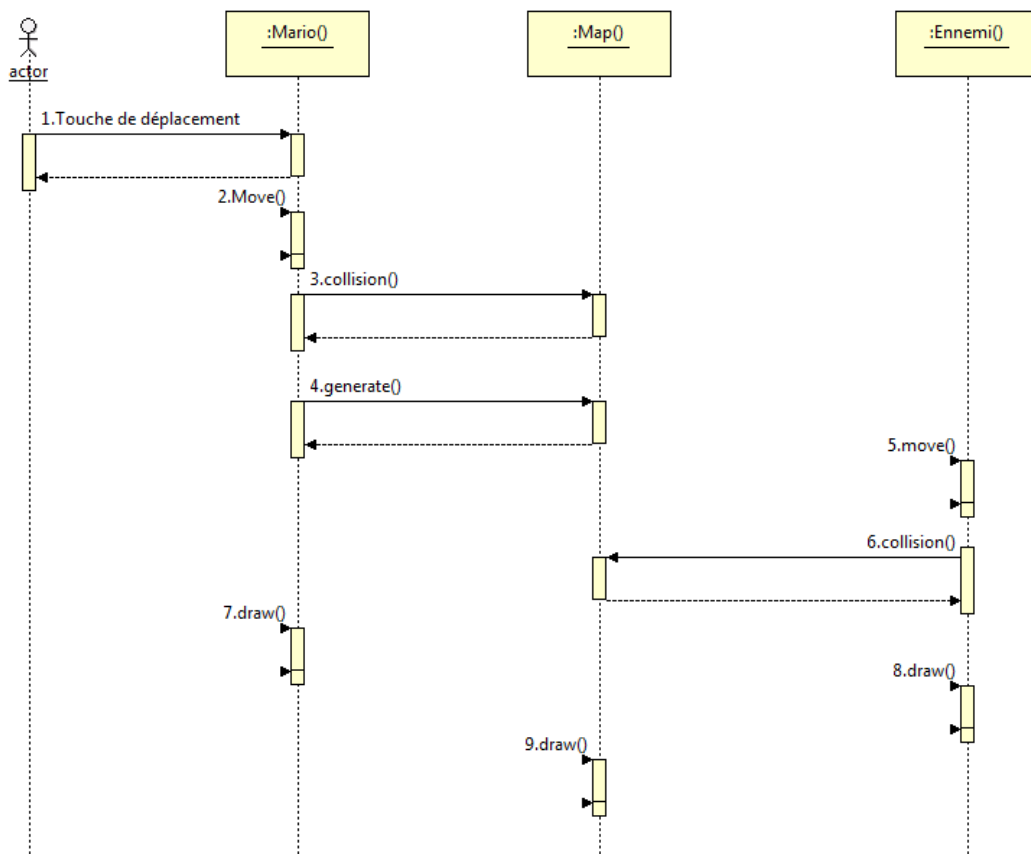 :Mario()
:Map()
:Ennemi()
actor
1.Touche de déplacement
2.Move()
3.collision()
4.generate()
5.move()
6.collision()
7.draw()
8.draw()
9.draw()